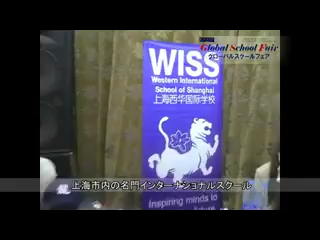 Global School Fair
グローバルスクールフェア
WISS
Western International
School of Shanghai
上海西华国际学校
上海市内の名門インターナショナルスクール
Inspiring minds to